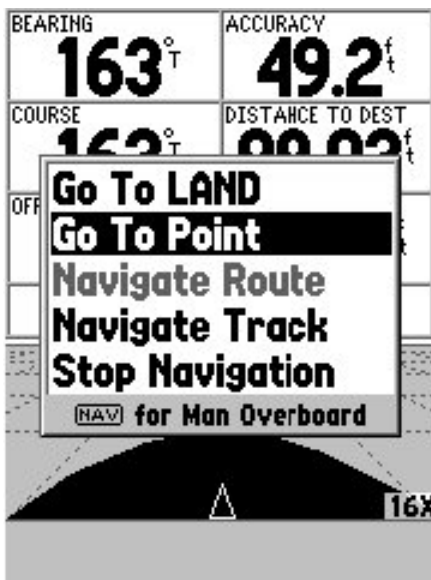 BEARING
163°T
ACCURACY
49.2ft
COURSE
DISTANCE TO DEST
OFF
Go To LAND
Go To Point
Navigate Route
Navigate Track
Stop Navigation
NAV for Man Overboard
16X